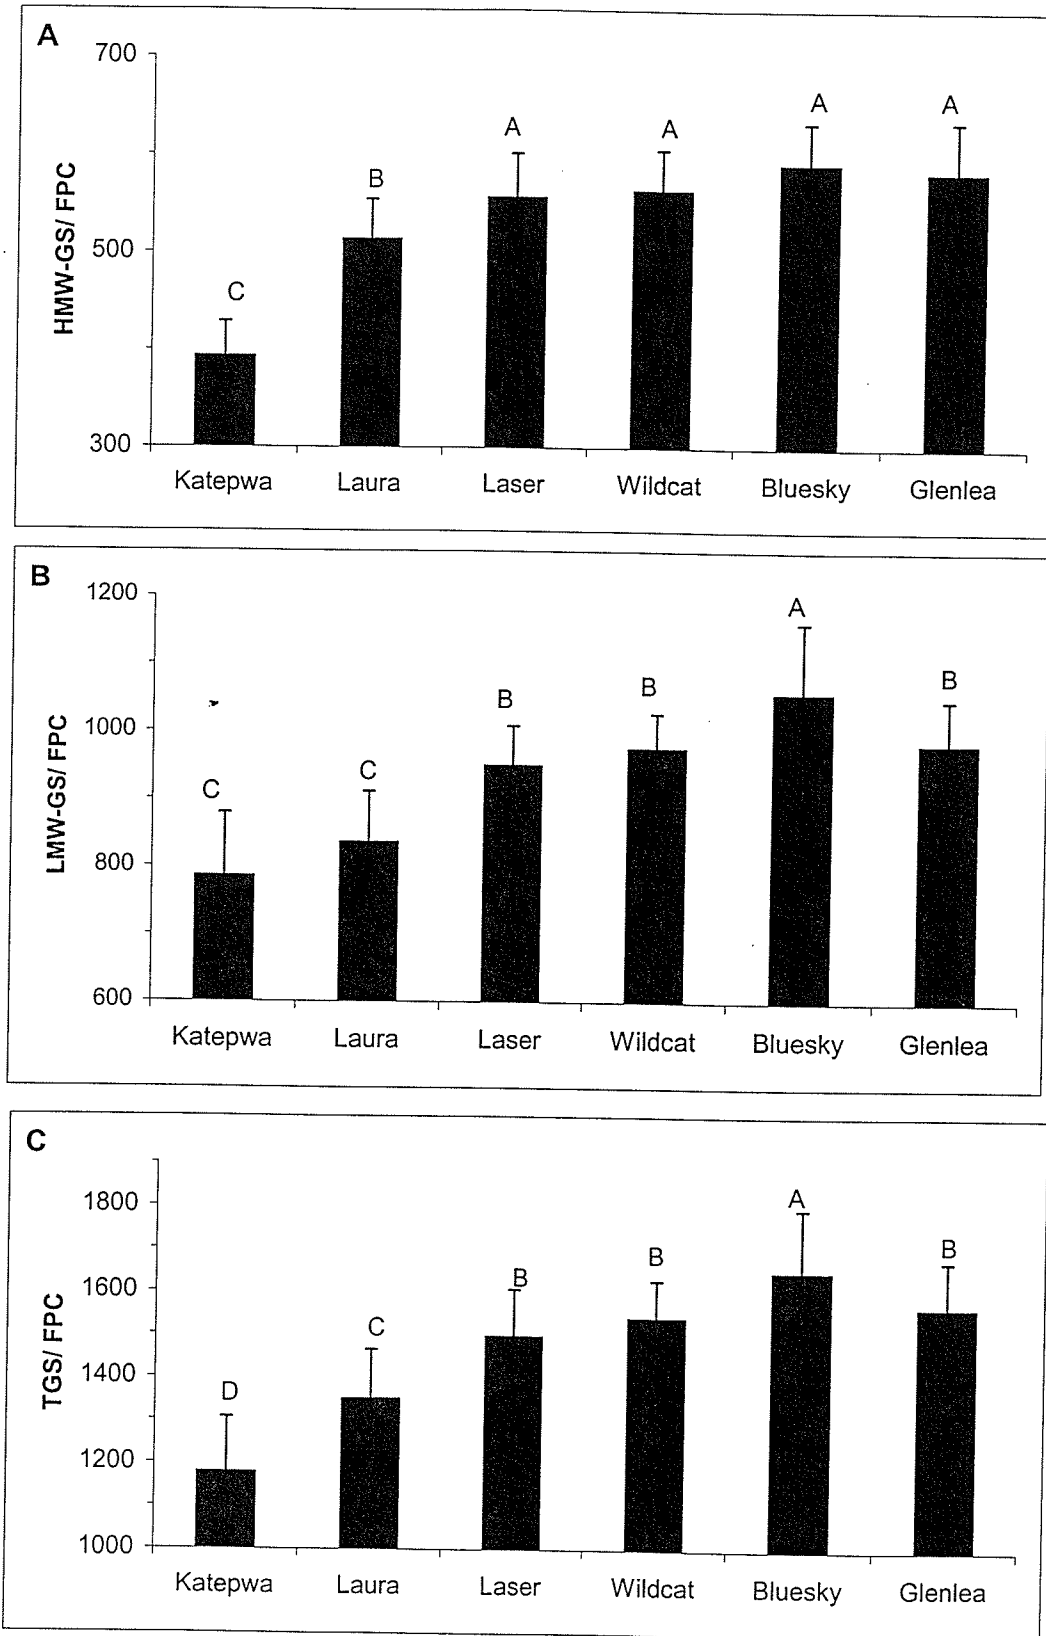 A
700
500
300
HMW-GS/ FPC
C
B
A
A
A
A
Katepwa Laura Laser Wildcat Bluesky Glenlea
B
1200
1000
800
600
LMW-GS/ FPC
C
C
B
B
A
B
Katepwa Laura Laser Wildcat Bluesky Glenlea
C
1800
1600
1400
1200
1000
TGS/ FPC
D
C
B
B
A
B
Katepwa Laura Laser Wildcat Bluesky Glenlea